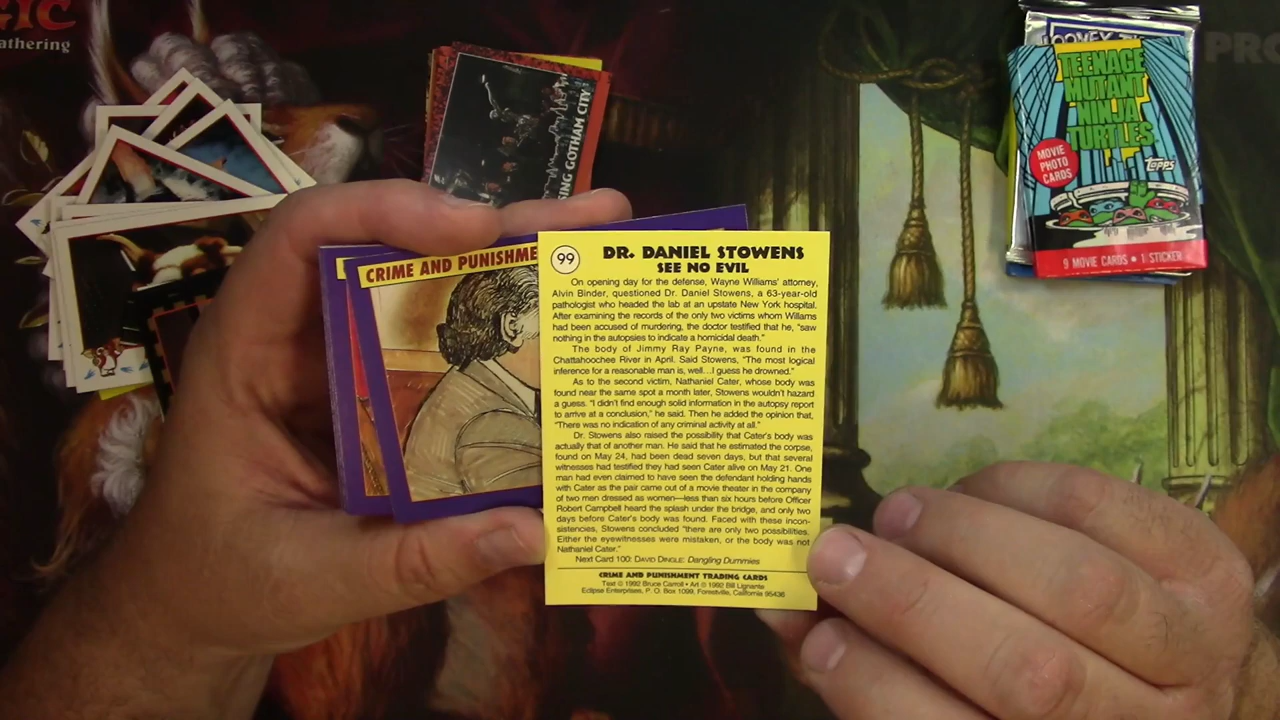 GIC
athering
SING GOTHAM CITY
LOONEY TU
TEENAGE
MUTANT
NINJA
TURTLES
MOVIE
PHOTO
CARDS
Topps
9 MOVIE CARDS • 1 STICKER
PRO
CRIME AND PUNISHME
99
DR. DANIEL STOWENS
SEE NO EVIL
On opening day for the defense, Wayne Williams' attorney,
Alvin Binder, questioned Dr. Daniel Stowens, a 63-year-old
pathologist who headed the lab at an upstate New York hospital.
After examining the records of the only two victims whom Willams
had been accused of murdering, the doctor testified that he, "saw
nothing in the autopsies to indicate a homicidal death."
The body of Jimmy Ray Payne, was found in the
Chattahoochee River in April. Said Stowens, "The most logical
inference for a reasonable man is, well...I guess he drowned."
As to the second victim, Nathaniel Cater, whose body was
found near the same spot a month later, Stowens wouldn't hazard
a guess. "I didn't find enough solid information in the autopsy report
to arrive at a conclusion," he said. Then he added the opinion that,
"There was no indication of any criminal activity at all."
Dr. Stowens also raised the possibility that Cater's body was
actually that of another man. He said that he estimated the corpse,
found on May 24, had been dead seven days, but that several
witnesses had testified they had seen Cater alive on May 21. One
man had even claimed to have seen the defendant holding hands
with Cater as the pair came out of a movie theater in the company
of two men dressed as women—less than six hours before Officer
Robert Campbell heard the splash under the bridge, and only two
days before Cater's body was found. Faced with these incon-
sistencies, Stowens concluded "there are only two possibilities.
Either the eyewitnesses were mistaken, or the body was not
Nathaniel Cater."
Next Card 100: DAVID DINGLE: Dangling Dummies
CRIME AND PUNISHMENT TRADING CARDS
Text © 1992 Bruce Carroll • Art © 1992 Bill Lignante
Eclipse Enterprises, P. O. Box 1099, Forestville, California 95436